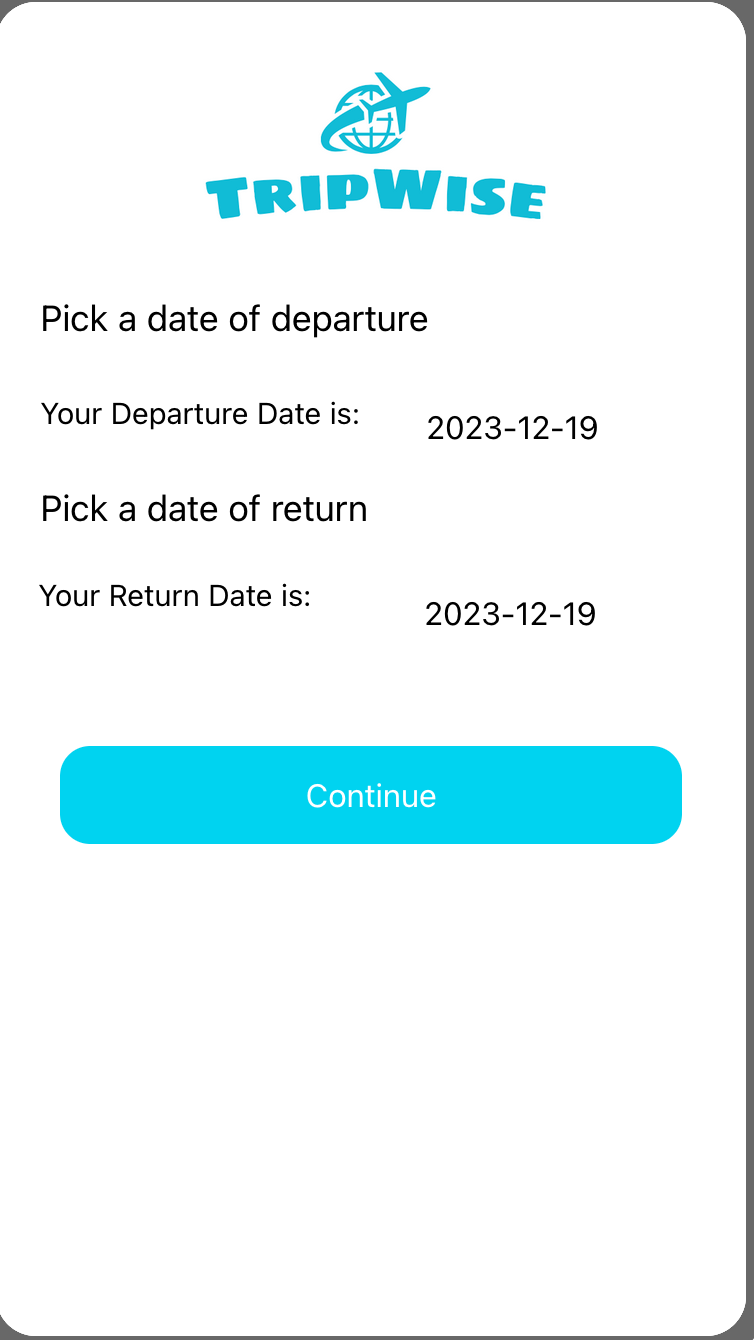 TRIPWISE
Pick a date of departure
Your Departure Date is:
2023-12-19
Pick a date of return
Your Return Date is:
2023-12-19
Continue